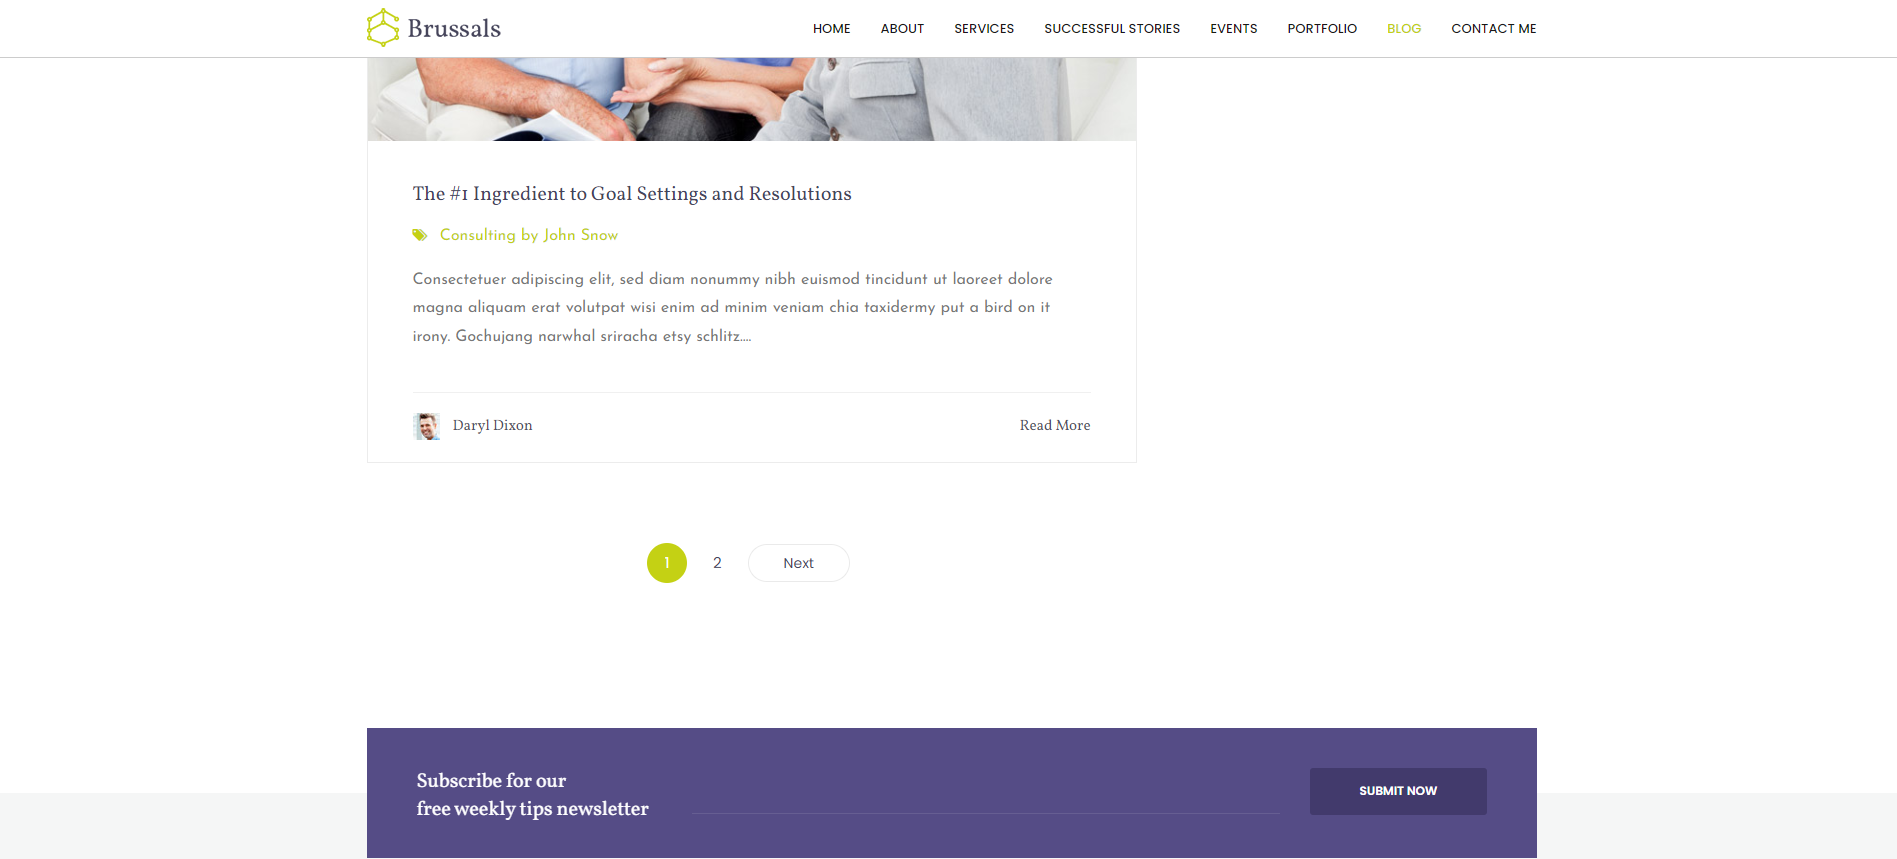 Brussals
HOME ABOUT SERVICES SUCCESSFUL STORIES EVENTS PORTFOLIO BLOG CONTACT ME
The #1 Ingredient to Goal Settings and Resolutions
Consulting by John Snow
Consectetuer adipiscing elit, sed diam nonummy nibh euismod tincidunt ut laoreet dolore
magna aliquam erat volutpat wisi enim ad minim veniam chia taxidermy put a bird on it
irony. Gochujang narwhal sriracha etsy schlitz....
Daryl Dixon Read More
1 2 Next
Subscribe for our
free weekly tips newsletter
SUBMIT NOW